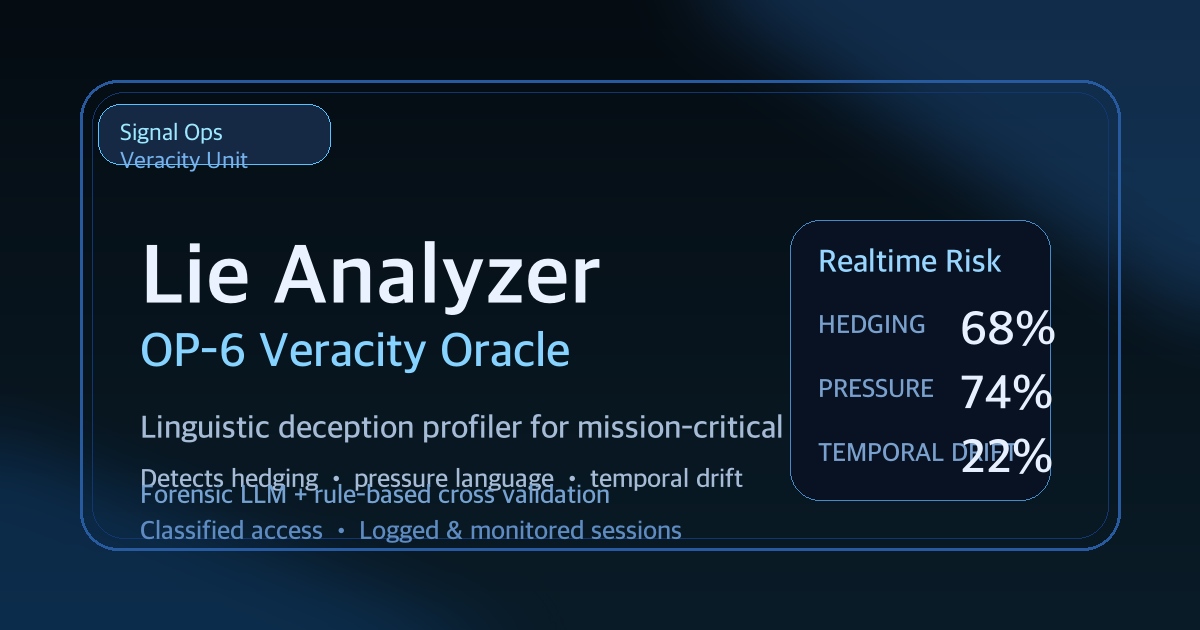 Signal Ops
Veracity Unit
Lie Analyzer
OP-6 Veracity Oracle
Linguistic deception profiler for mission-critical
Detects hedging • pressure language • temporal drift
Forensic LLM + rule-based cross validation
Classified access • Logged & monitored sessions
Realtime Risk
HEDGING 68%
PRESSURE 74%
TEMPORAL DRIFT 22%